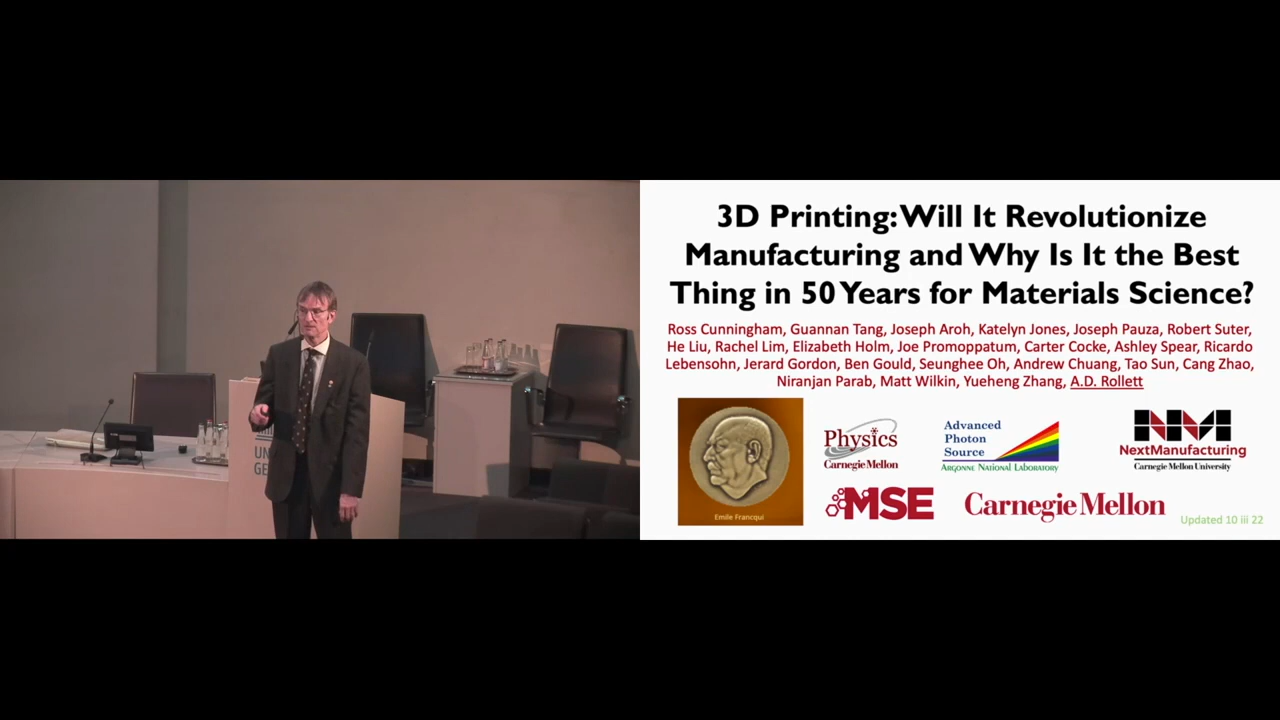 UN
GE
3D Printing: Will It Revolutionize
Manufacturing and Why Is It the Best
Thing in 50 Years for Materials Science?
Ross Cunningham, Guannan Tang, Joseph Aroh, Katelyn Jones, Joseph Pauza, Robert Suter,
He Liu, Rachel Lim, Elizabeth Holm, Joe Promoppatum, Carter Cocke, Ashley Spear, Ricardo
Lebensohn, Jerard Gordon, Ben Gould, Seunghee Oh, Andrew Chuang, Tao Sun, Cang Zhao,
Niranjan Parab, Matt Wilkin, Yueheng Zhang, A.D. Rollett
Emile Francqui
Physics
Carnegie Mellon
Advanced
Photon
Source
ARGONNE NATIONAL LABORATORY
NM
NextManufacturing
Carnegie Mellon University
MSE
Carnegie Mellon
Updated 10 iii 22